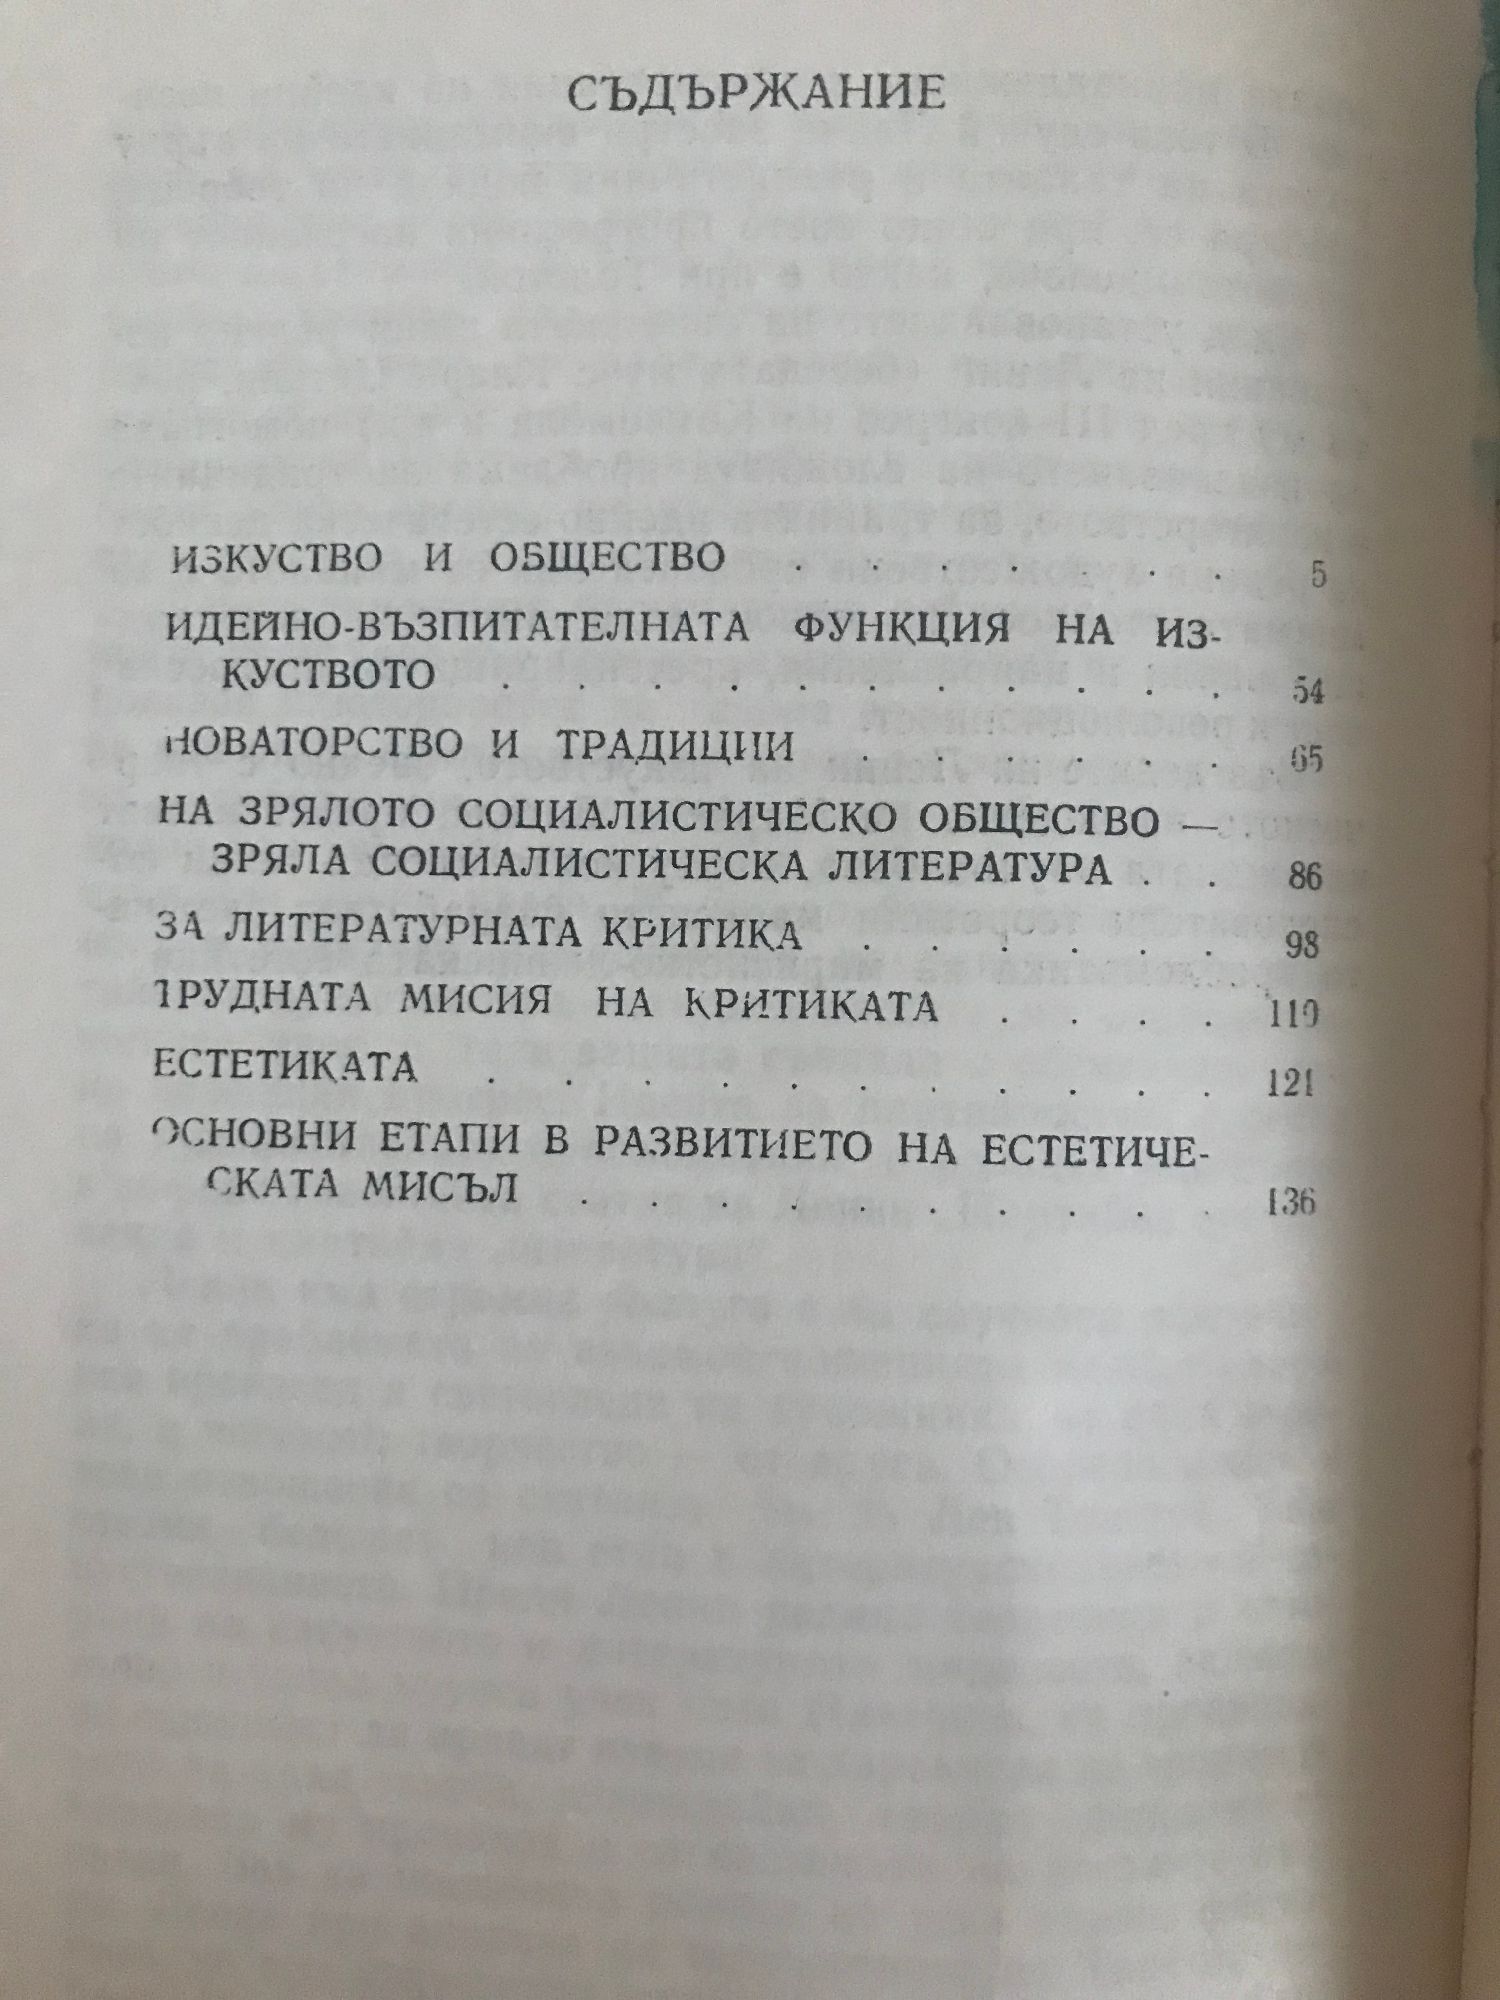 СЪДЪРЖАНИЕ
ИЗКУСТВО И ОБЩЕСТВО . . . . . . . 5
ИДЕЙНО-ВЪЗПИТАТЕЛНАТА ФУНКЦИЯ НА ИЗ-
КУСТВОТО . . . . . . . . . . . 54
НОВАТОРСТВО И ТРАДИЦИИ . . . . . . 65
НА ЗРЯЛОТО СОЦИАЛИСТИЧЕСКО ОБЩЕСТВО —
ЗРЯЛА СОЦИАЛИСТИЧЕСКА ЛИТЕРАТУРА . . 86
ЗА ЛИТЕРАТУРНАТА КРИТИКА . . . . . . 98
ТРУДНАТА МИСИЯ НА КРИТИКАТА . . . . 110
ЕСТЕТИКАТА . . . . . . . . . . . 121
ОСНОВНИ ЕТАПИ В РАЗВИТИЕТО НА ЕСТЕТИЧЕ-
СКАТА МИСЪЛ . . . . . . . . . . 136